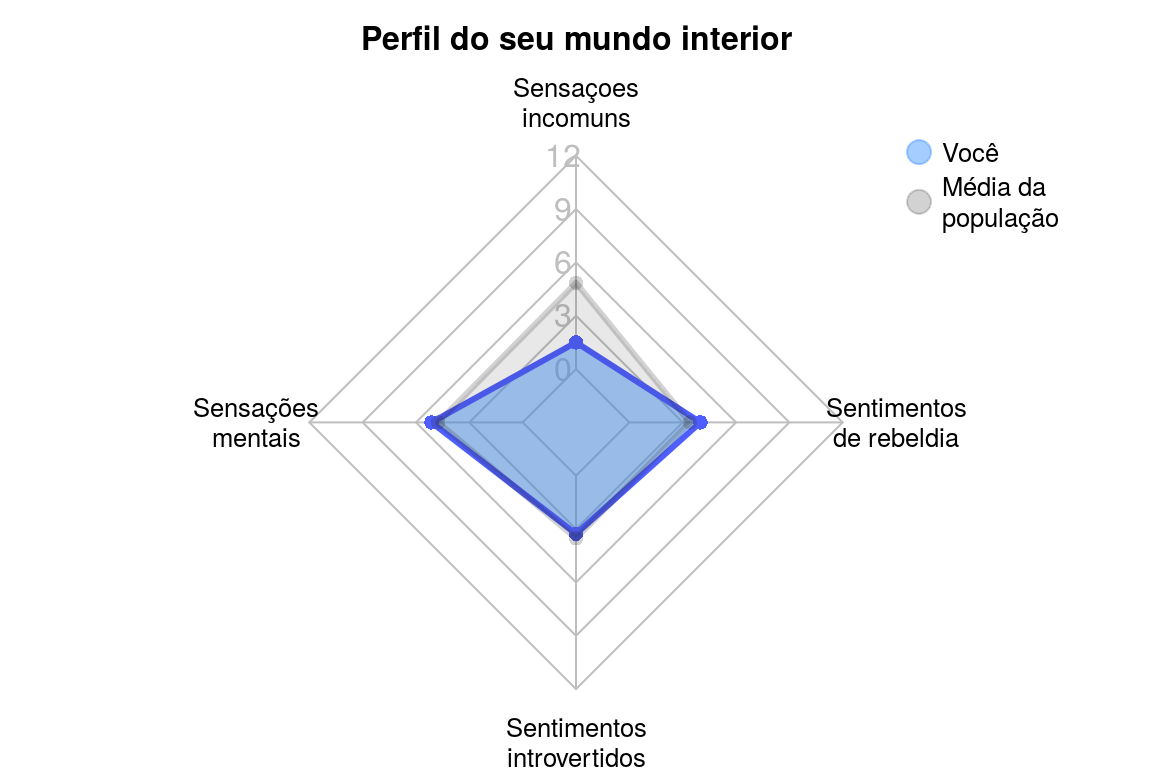 Perfil do seu mundo interior
Sensaçoes
incomuns
12
9
6
3
0
Você
Média da
população
Sensações
mentais
Sentimentos
de rebeldia
Sentimentos
introvertidos